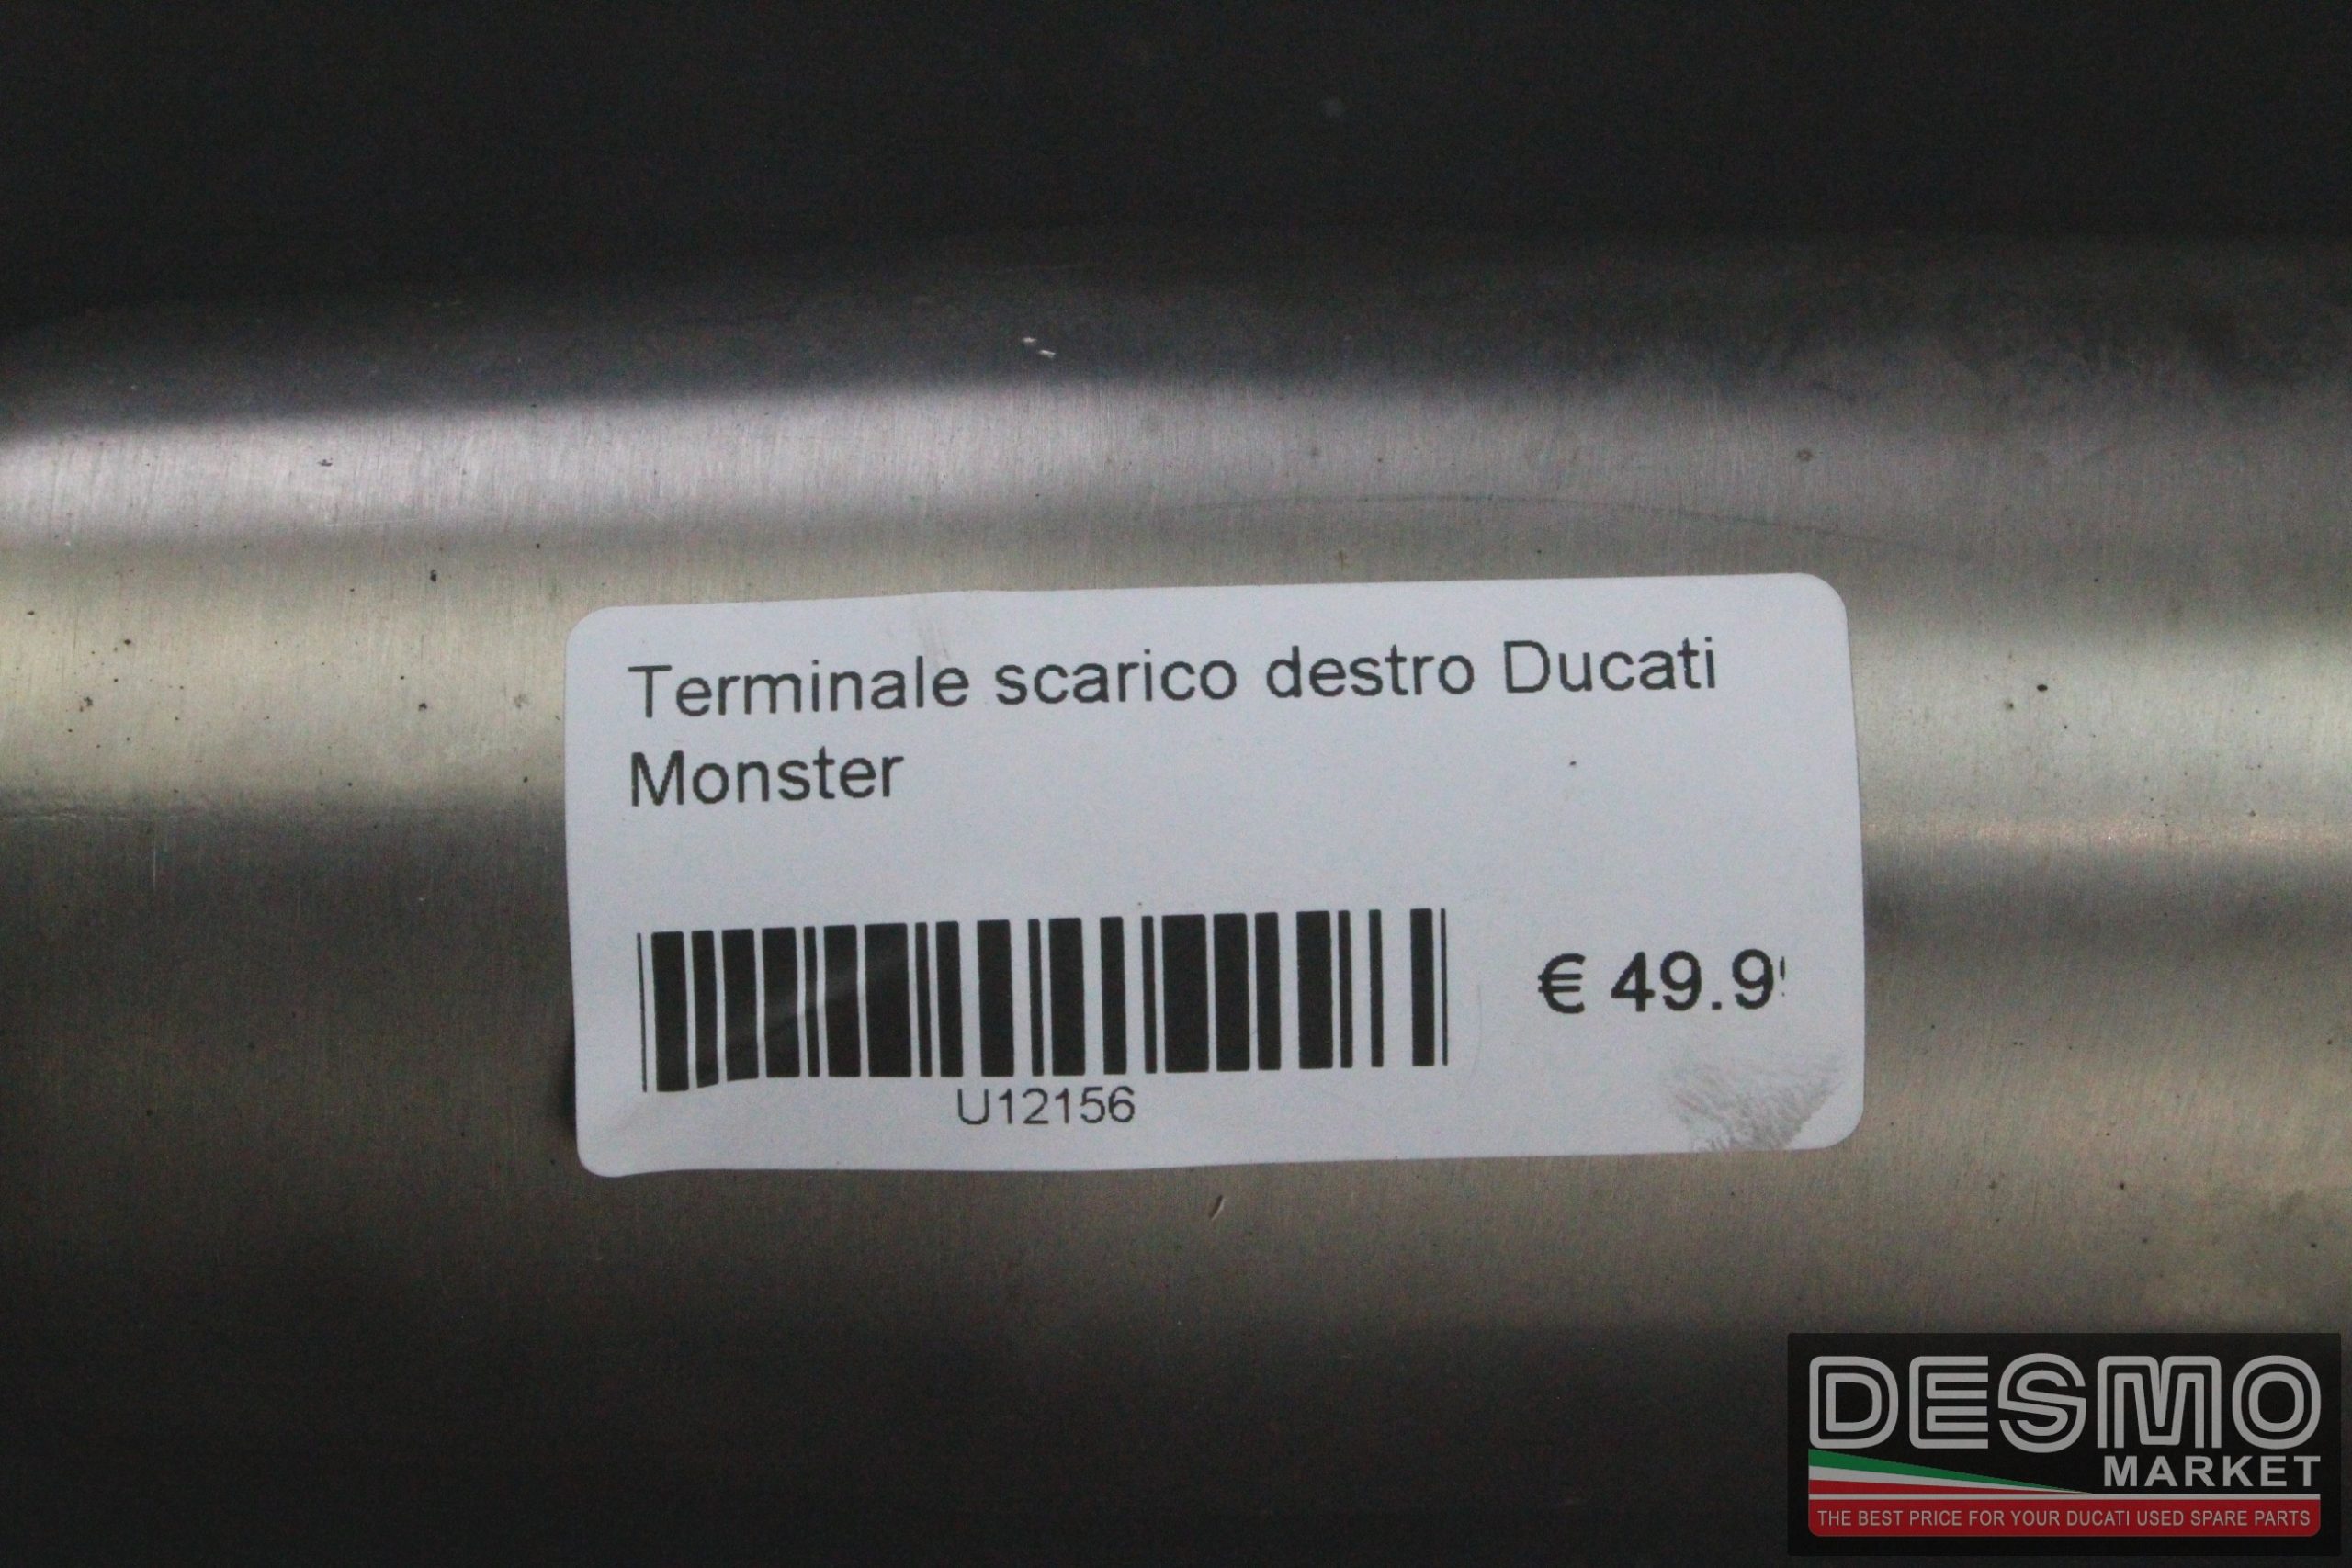 Terminale scarico destro Ducati
Monster
€ 49.9
U12156
DESMO
MARKET
THE BEST PRICE FOR YOUR DUCATI USED SPARE PARTS